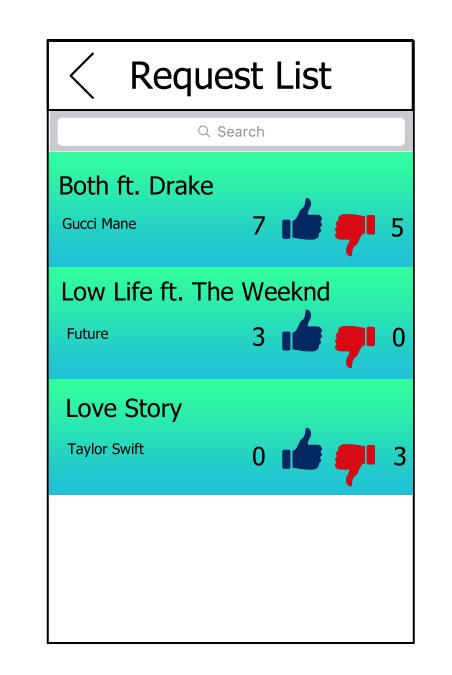 Request List
Search
Both ft. Drake
Gucci Mane
7
5
Low Life ft. The Weeknd
Future
3
0
Love Story
Taylor Swift
0
3